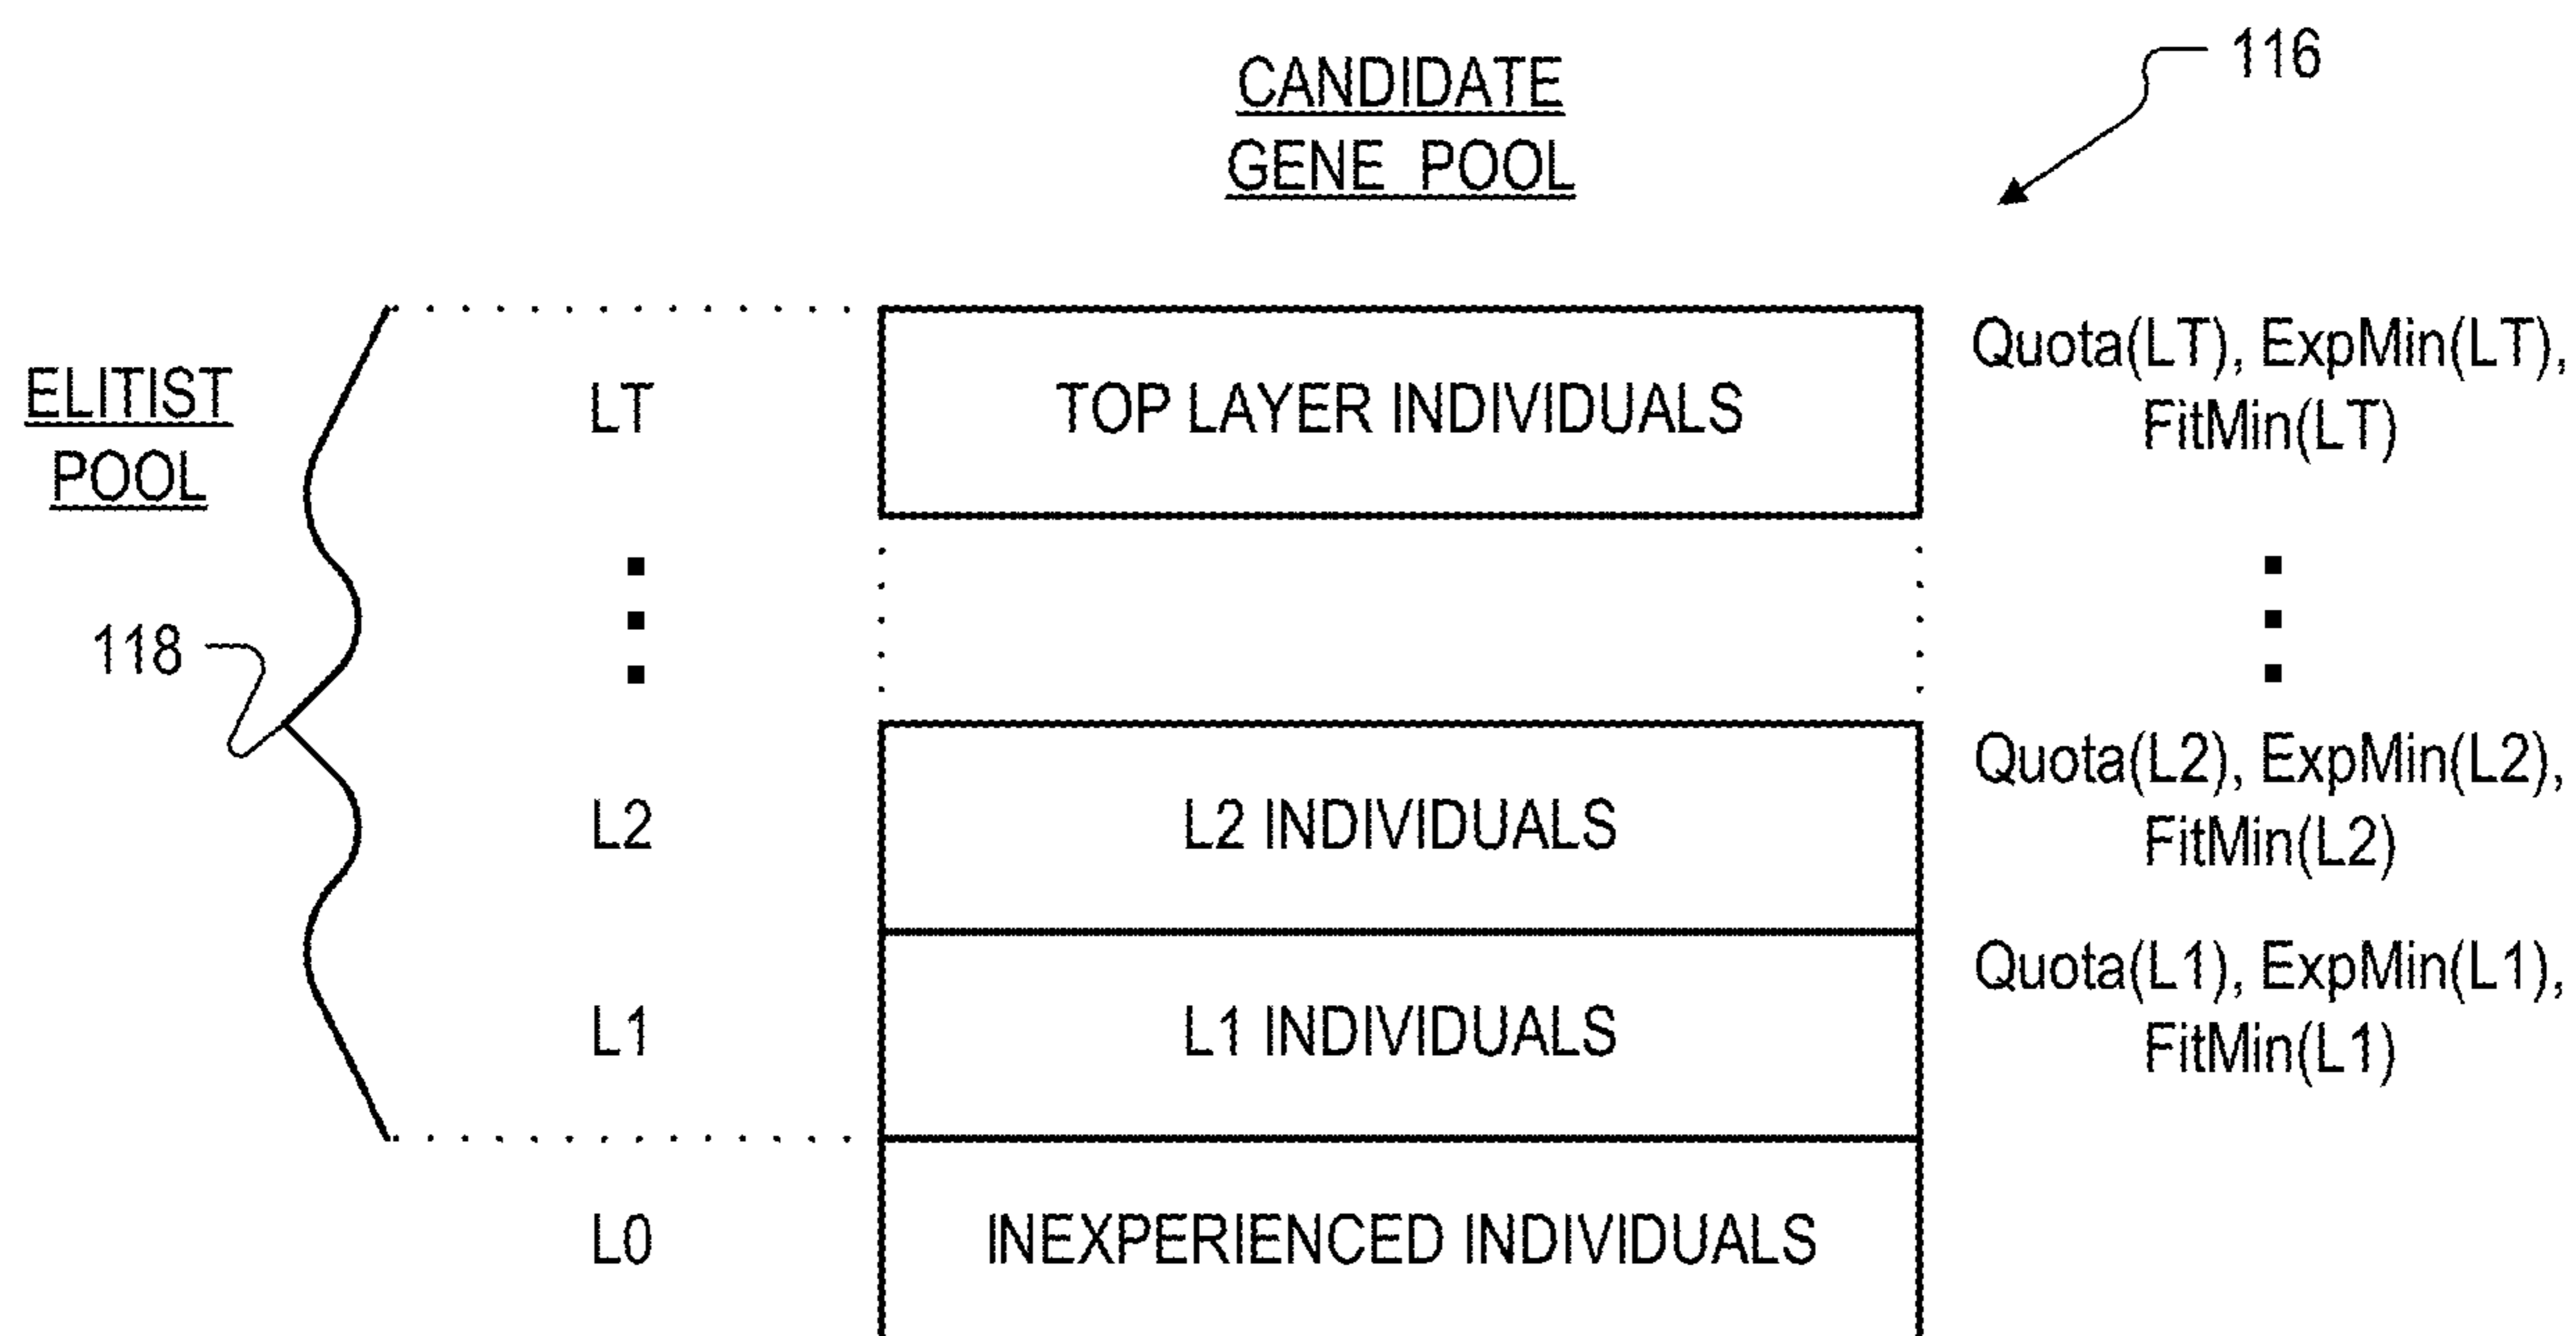 116
CANDIDATE
GENE POOL
ELITIST
POOL
LT
TOP LAYER INDIVIDUALS
Quota(LT), ExpMin(LT),
FitMin(LT)
118
L2
L2 INDIVIDUALS
Quota(L2), ExpMin(L2),
FitMin(L2)
L1
L1 INDIVIDUALS
Quota(L1), ExpMin(L1),
FitMin(L1)
L0
INEXPERIENCED INDIVIDUALS